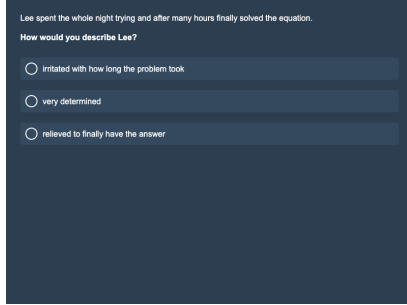 Lee spent the whole night trying and after many hours finally solved the equation.
How would you describe Lee?
irritated with how long the problem took
very determined
relieved to finally have the answer